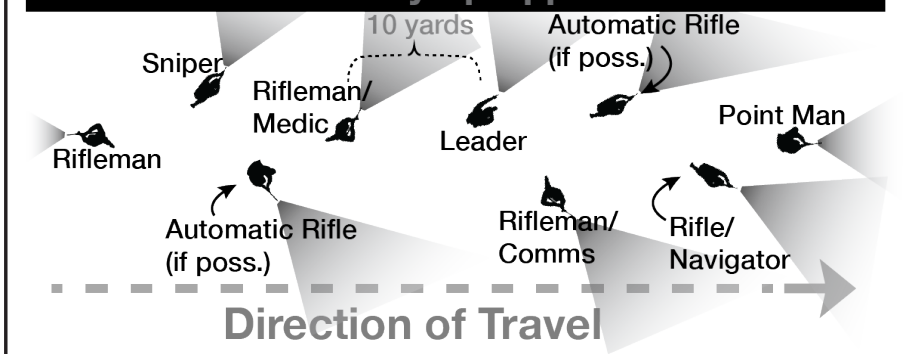 10 yards
Automatic Rifle
(if poss.)
Sniper
Rifleman/
Medic
Leader
Point Man
Rifleman
Automatic Rifle
(if poss.)
Rifleman/
Comms
Rifle/
Navigator
Direction of Travel